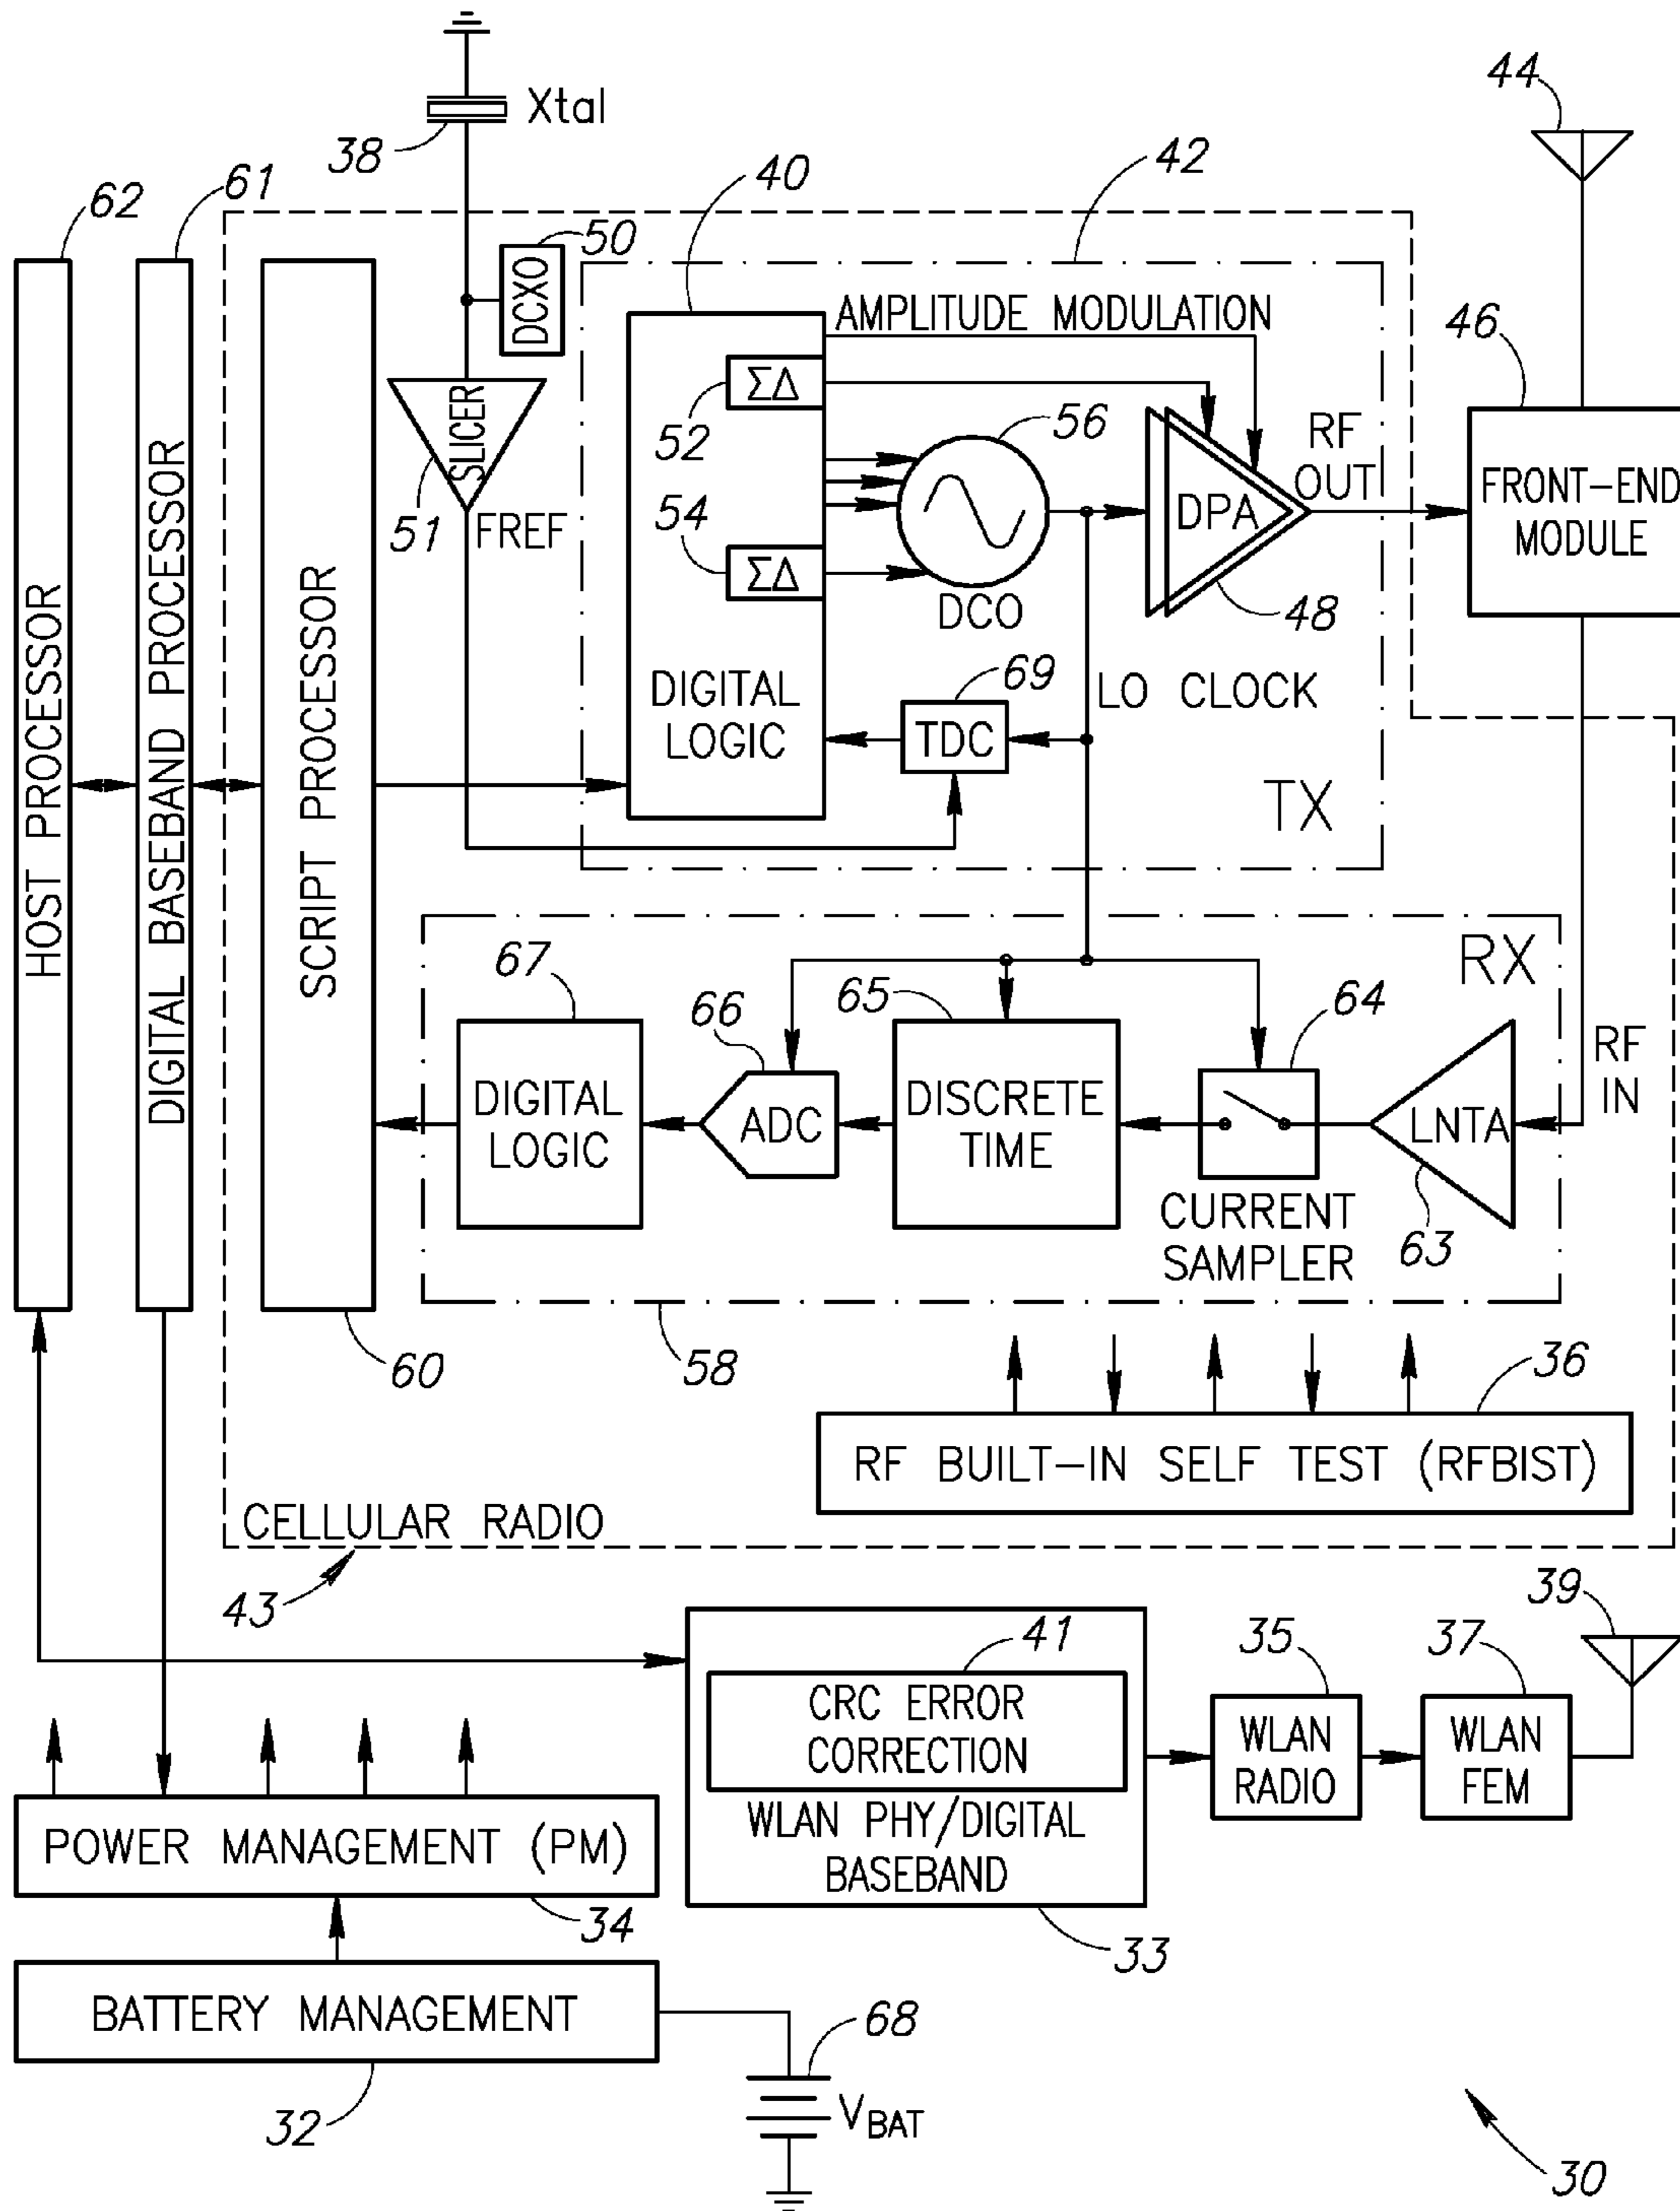 44
Xtal
38
40
42
62
61
50
DCXO
AMPLITUDE MODULATION
46
ΣΔ
52
SLICER
51
FREF
56
RF
OUT
DPA
FRONT-END
MODULE
54
ΣΔ
DCO
48
HOST PROCESSOR
DIGITAL BASEBAND PROCESSOR
SCRIPT PROCESSOR
DIGITAL
LOGIC
69
TDC
LO CLOCK
TX
RX
67
66
65
64
RF
IN
DIGITAL
LOGIC
ADC
DISCRETE
TIME
LNTA
CURRENT
SAMPLER
63
60
58
36
RF BUILT-IN SELF TEST (RFBIST)
CELLULAR RADIO
43
39
41
35
37
CRC ERROR
CORRECTION
WLAN
RADIO
WLAN
FEM
WLAN PHY/DIGITAL
BASEBAND
POWER MANAGEMENT (PM)
34
33
BATTERY MANAGEMENT
68
32
VBAT
30